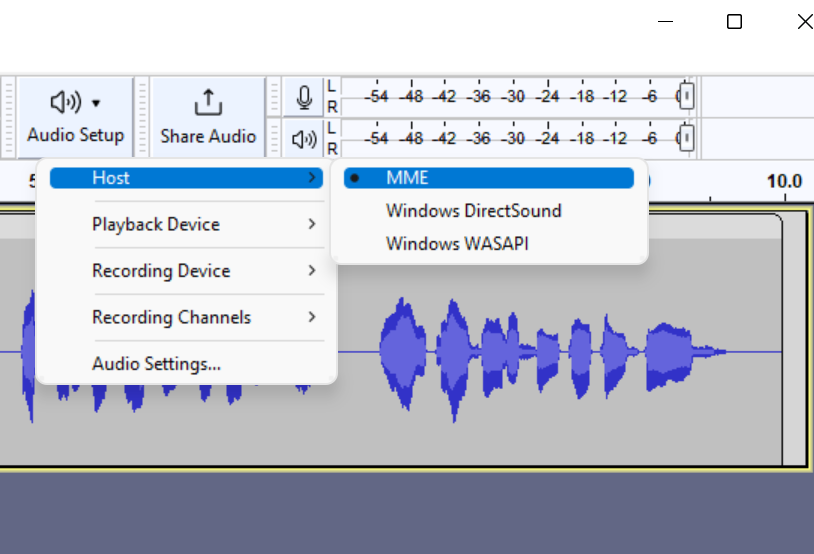 Audio Setup
Share Audio
L
R
-54 -48 -42 -36 -30 -24 -18 -12 -6
L
R
-54 -48 -42 -36 -30 -24 -18 -12 -6
10.0
Host
MME
Windows DirectSound
Windows WASAPI
Playback Device
Recording Device
Recording Channels
Audio Settings...